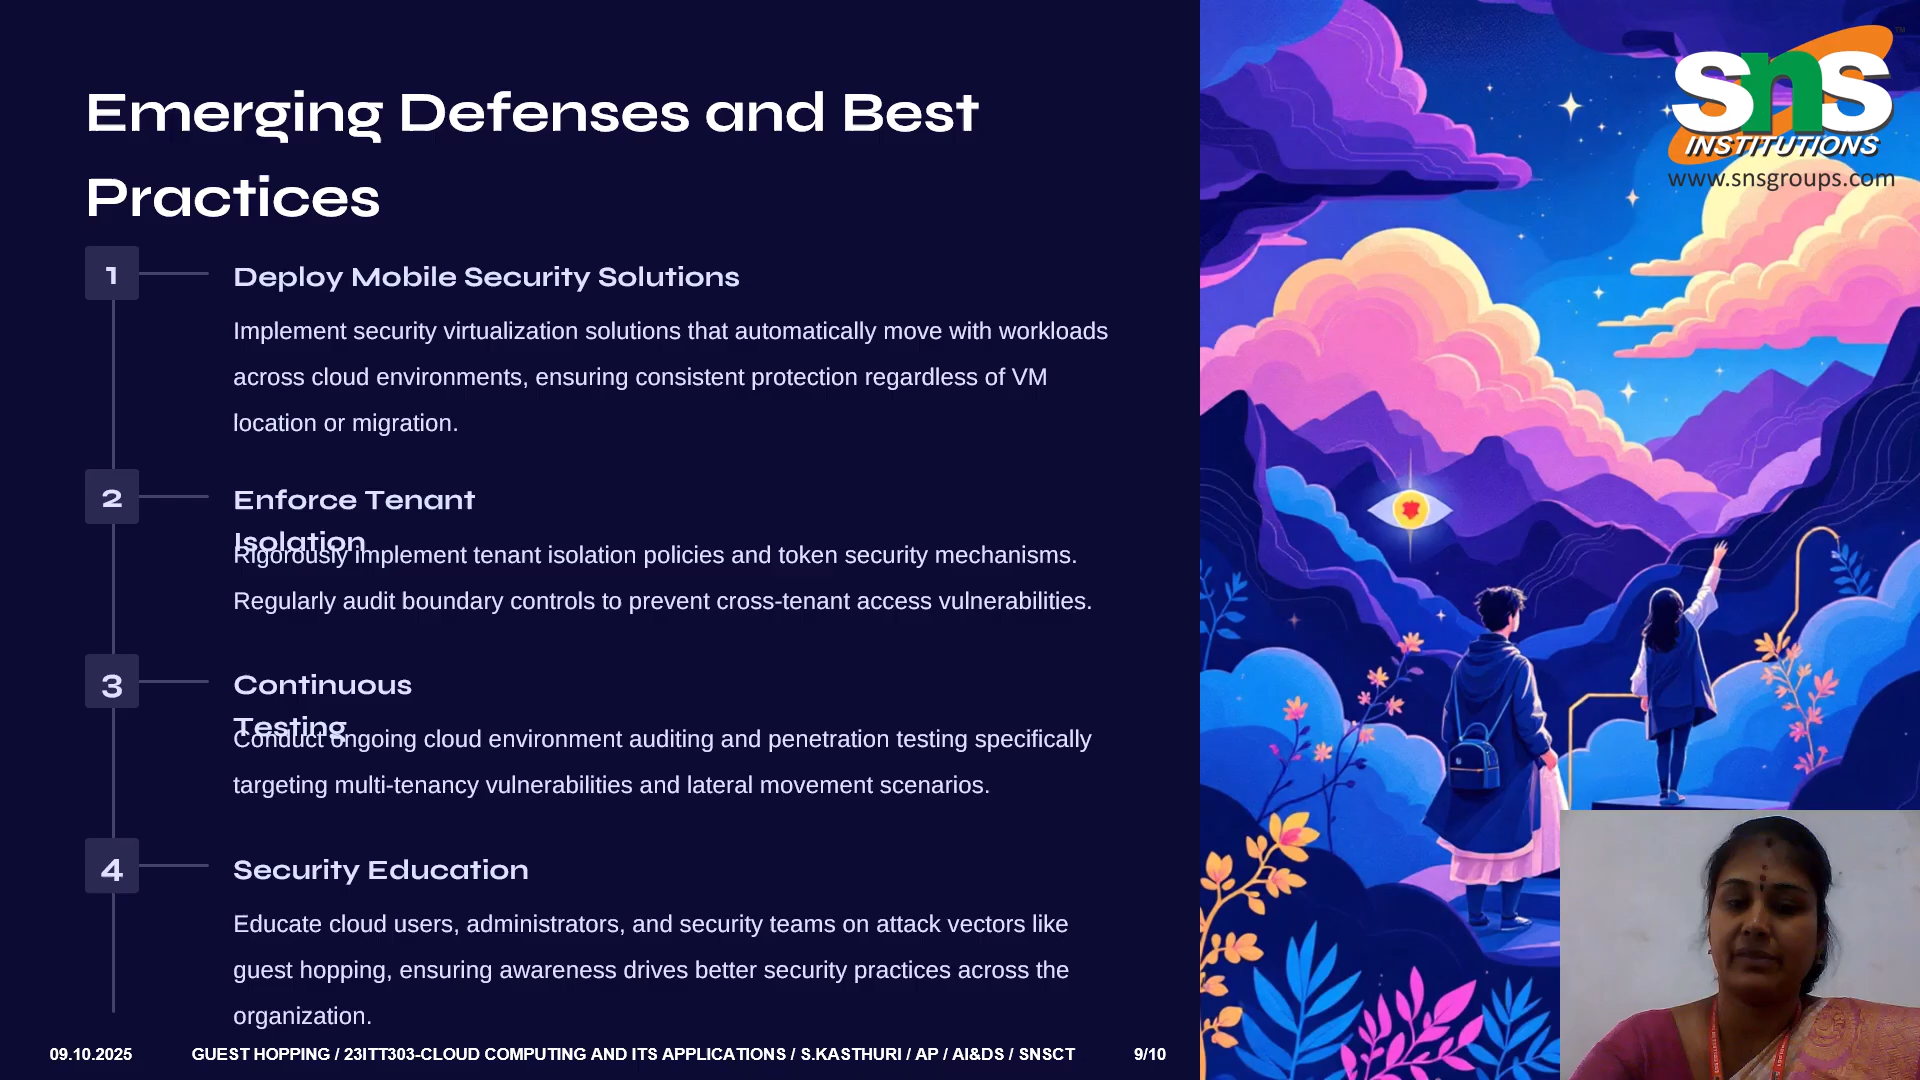 Emerging Defenses and Best
Practices
1
Deploy Mobile Security Solutions
Implement security virtualization solutions that automatically move with workloads
across cloud environments, ensuring consistent protection regardless of VM
location or migration.
2
Enforce Tenant
Isolation
Rigorously implement tenant isolation policies and token security mechanisms.
Regularly audit boundary controls to prevent cross-tenant access vulnerabilities.
3
Continuous
Testing
Conduct ongoing cloud environment auditing and penetration testing specifically
targeting multi-tenancy vulnerabilities and lateral movement scenarios.
4
Security Education
Educate cloud users, administrators, and security teams on attack vectors like
guest hopping, ensuring awareness drives better security practices across the
organization.
09.10.2025 GUEST HOPPING / 23ITT303-CLOUD COMPUTING AND ITS APPLICATIONS / S.KASTHURI / AP / AI&DS / SNSCT 9/10
sns
TM
INSTITUTIONS
www.snsgroups.com